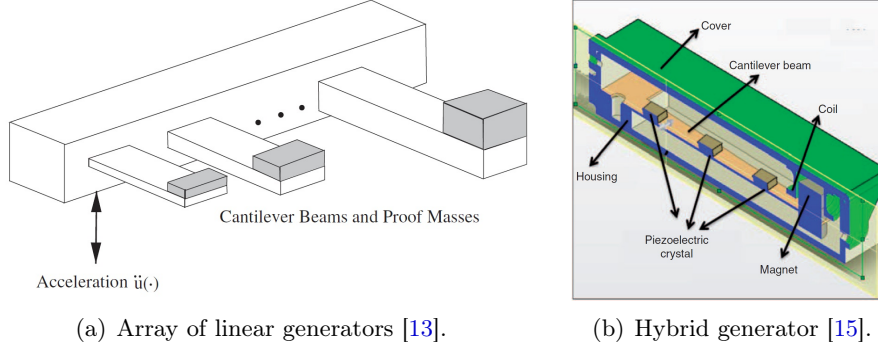 Cantilever Beams and Proof Masses
Acceleration ü(·)
(a) Array of linear generators [13].
Cover
Cantilever beam
Coil
Housing
Piezoelectric
crystal
Magnet
(b) Hybrid generator [15].